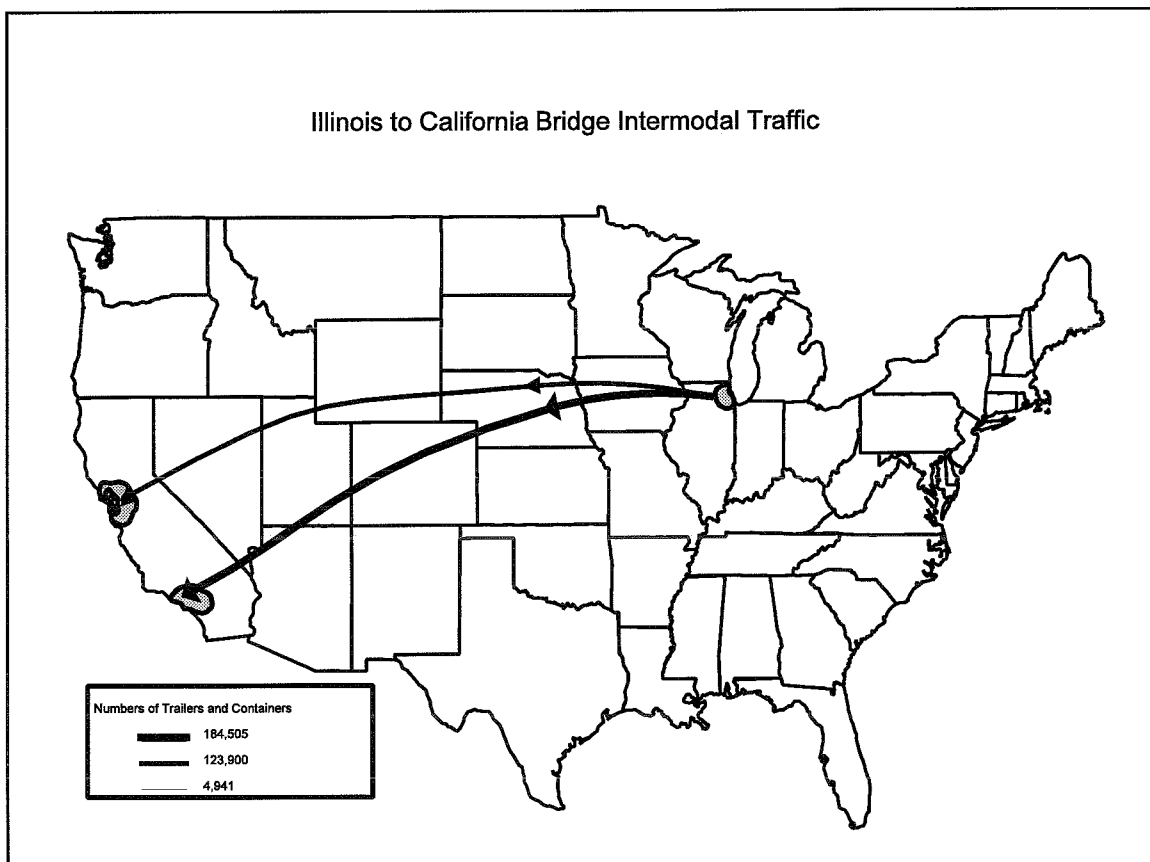 Illinois to California Bridge Intermodal Traffic
Numbers of Trailers and Containers
184,505
123,900
4,941